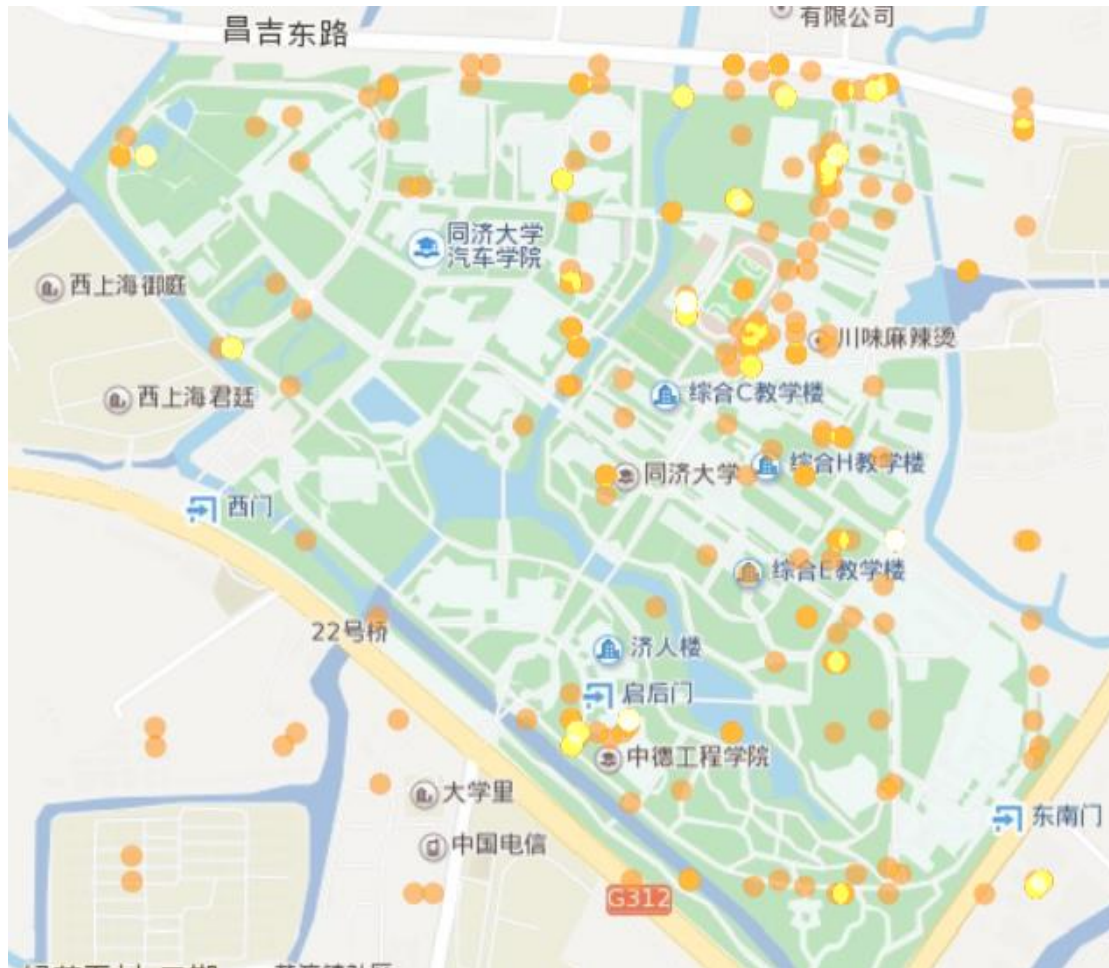 有限公司
昌吉东路
同济大学
汽车学院
西上海御庭
川味麻辣烫
西上海君廷
综合C教学楼
综合H教学楼
同济大学
西门
综合E教学楼
22号桥
济人楼
启后门
中德工程学院
大学里
东南门
中国电信
G312